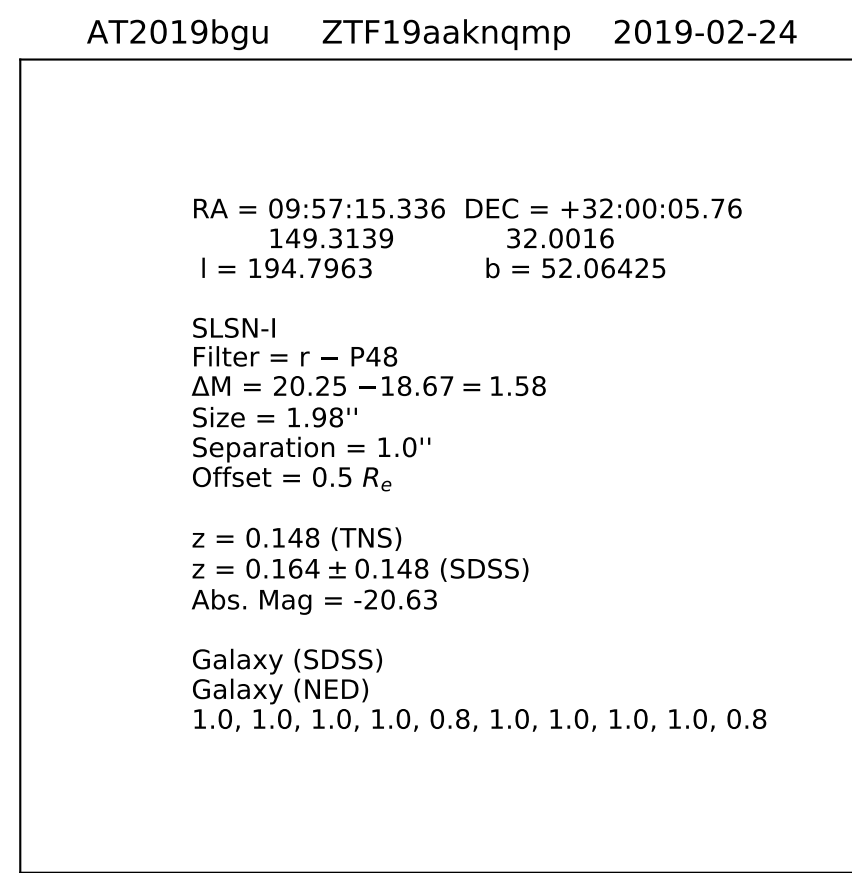 AT2019bgu ZTF19aaknqmp 2019-02-24
RA = 09:57:15.336 DEC = +32:00:05.76
149.3139 32.0016
l = 194.7963 b = 52.06425
SLSN-I
Filter = r − P48
ΔM = 20.25 −18.67 = 1.58
Size = 1.98''
Separation = 1.0''
Offset = 0.5 Rₑ
z = 0.148 (TNS)
z = 0.164 ± 0.148 (SDSS)
Abs. Mag = -20.63
Galaxy (SDSS)
Galaxy (NED)
1.0, 1.0, 1.0, 1.0, 0.8, 1.0, 1.0, 1.0, 1.0, 0.8